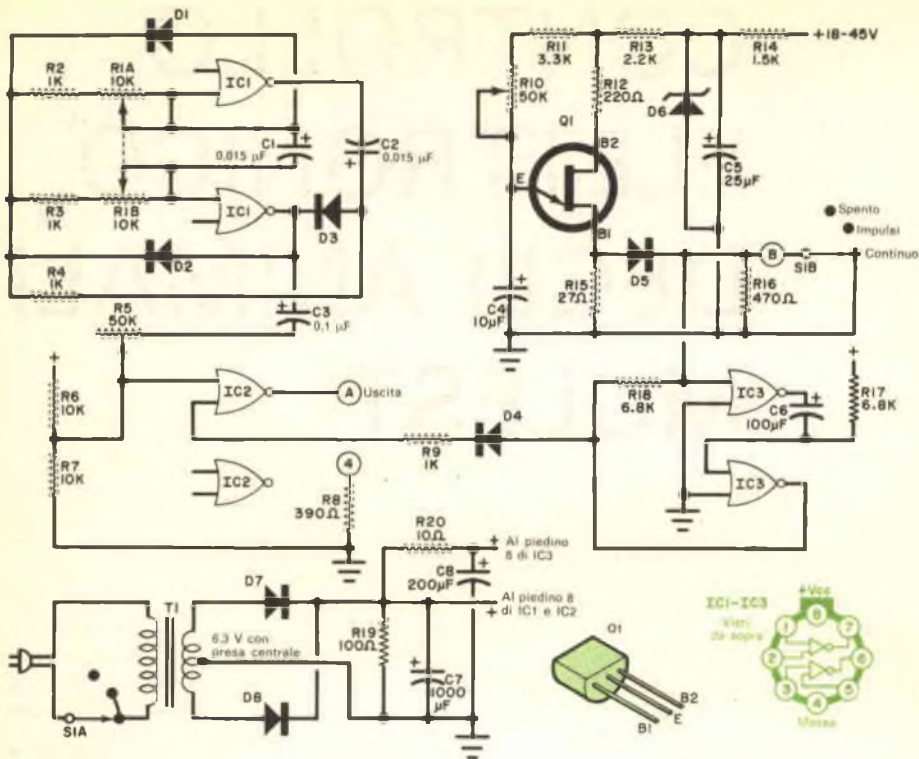 D1
R2
1K
R1A
10K
IC1
C1
0,015 µF
C2
0,015 µF
R3
1K
R1B
10K
IC1
D3
D2
R4
1K
R5
50K
C3
0,1 µF
R11
3.3K
R13
2.2K
R14
1.5K
+18-45V
R10
50K
R12
220Ω
Q1
D6
B2
E
B1
C5
25µF
Spento
Impulsi
Continuo
B
S1B
D5
R15
27Ω
R16
470Ω
C4
10µF
+
R6
10K
R7
10K
IC2
A
Uscita
IC2
4
R8
390Ω
R9
1K
D4
R18
6.8K
IC3
C6
100µF
+
R17
6.8K
IC3
R20
10Ω
+ Al piedino
8 di IC3
C8
200µF
Al piedino 8
+ di IC1 e IC2
D7
T1
6.3 V con
presa centrale
R19
100Ω
C7
1000
µF
D8
S1A
Q1
B2
E
B1
IC1-IC3
Visti
da sopra
+Vcc
8
1
7
2
6
3
5
4
Massa